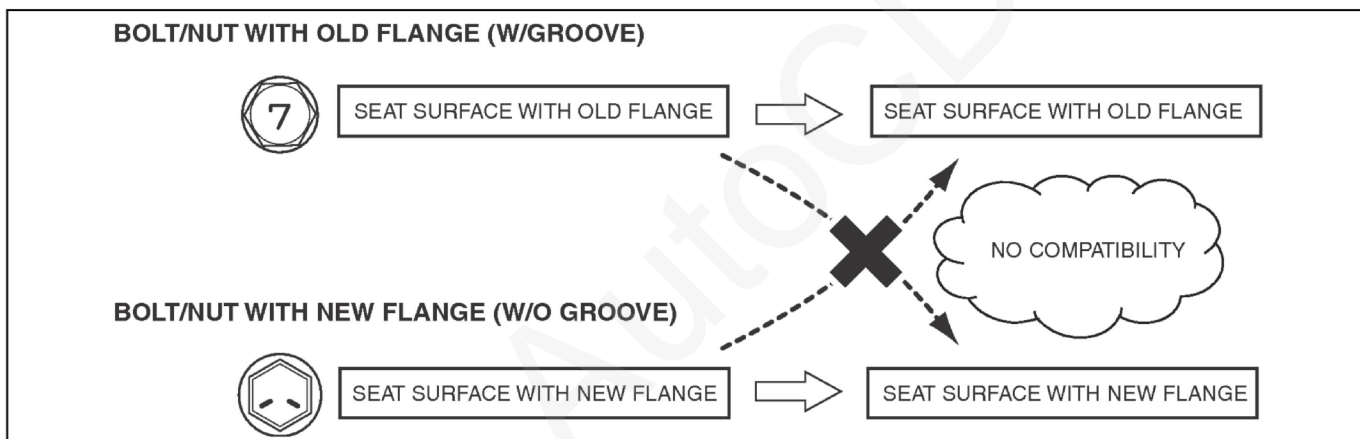 BOLT/NUT WITH OLD FLANGE (W/GROOVE)
7
SEAT SURFACE WITH OLD FLANGE
SEAT SURFACE WITH OLD FLANGE
NO COMPATIBILITY
BOLT/NUT WITH NEW FLANGE (W/O GROOVE)
SEAT SURFACE WITH NEW FLANGE
SEAT SURFACE WITH NEW FLANGE
AutoCD